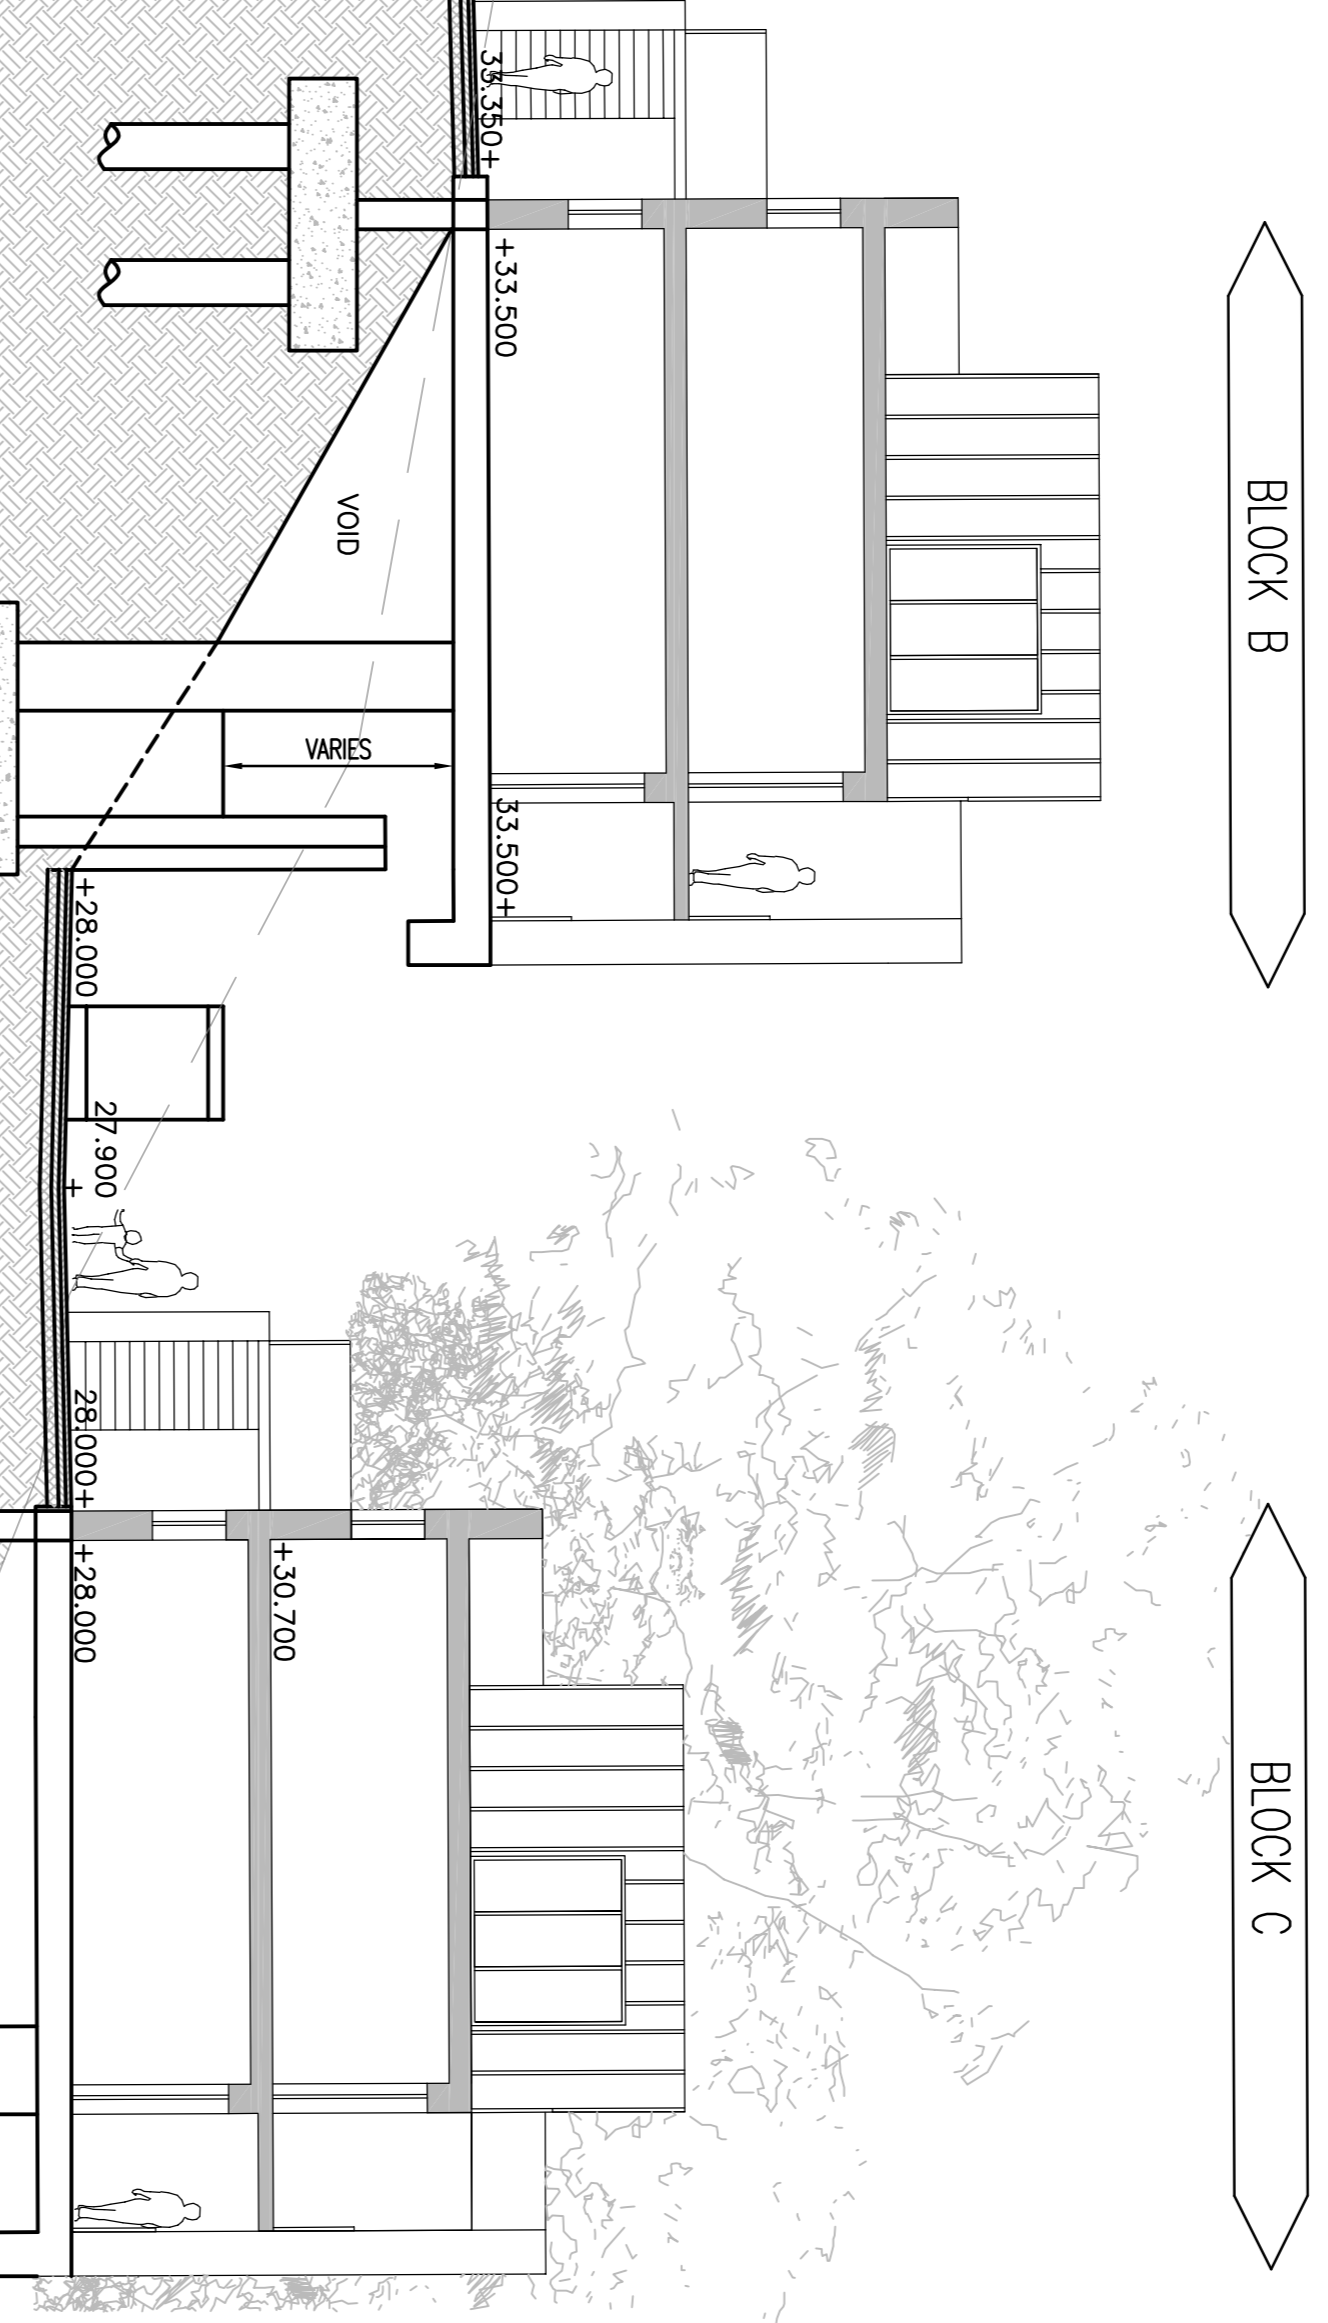 BLOCK B
BLOCK C
33.350+
+33.500
33.500+
VOID
VARIES
+28.000
27.900
+
28.000+
+28.000
+30.700